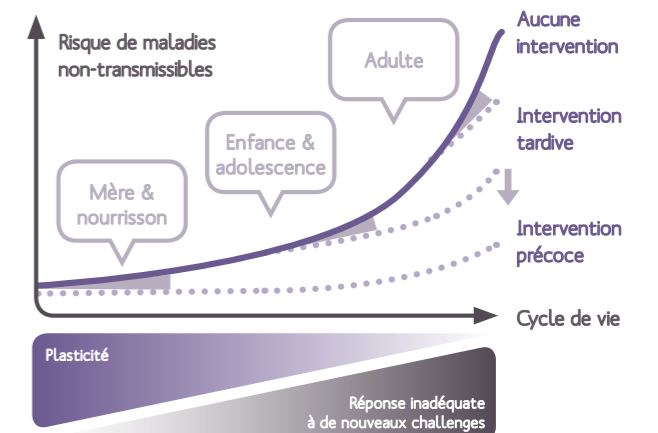 Risque de maladies
non-transmissibles
Aucune
intervention
Adulte
Intervention
tardive
Enfance &
adolescence
Mère &
nourrisson
Intervention
précoce
Cycle de vie
Plasticité
Réponse inadéquate
à de nouveaux challenges